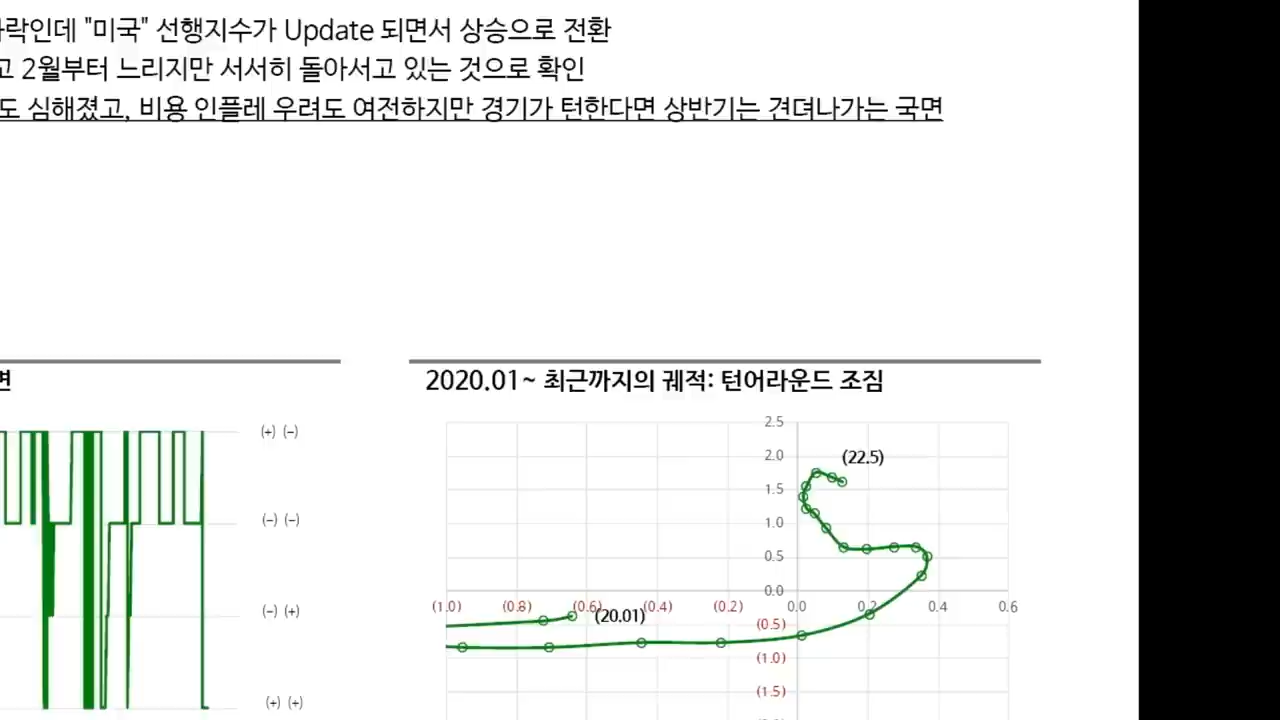 "미국" 선행지수가 Update 되면서 상승으로 전환
2월부터 느리지만 서서히 돌아서고 있는 것으로 확인
도 심해졌고, 비용 인플레 우려도 여전하지만 경기가 턴한다면 상반기는 견뎌나가는 국면
면
(+) (−)
(−) (−)
(−) (+)
(+) (+)
2020.01~ 최근까지의 궤적: 턴어라운드 조짐
2.5
2.0
(22.5)
1.5
1.0
0.5
0.0
(1.0) (0.8) (0.6) (0.4) (0.2) 0.0 0.2 0.4 0.6
(20.01)
(0.5)
(1.0)
(1.5)